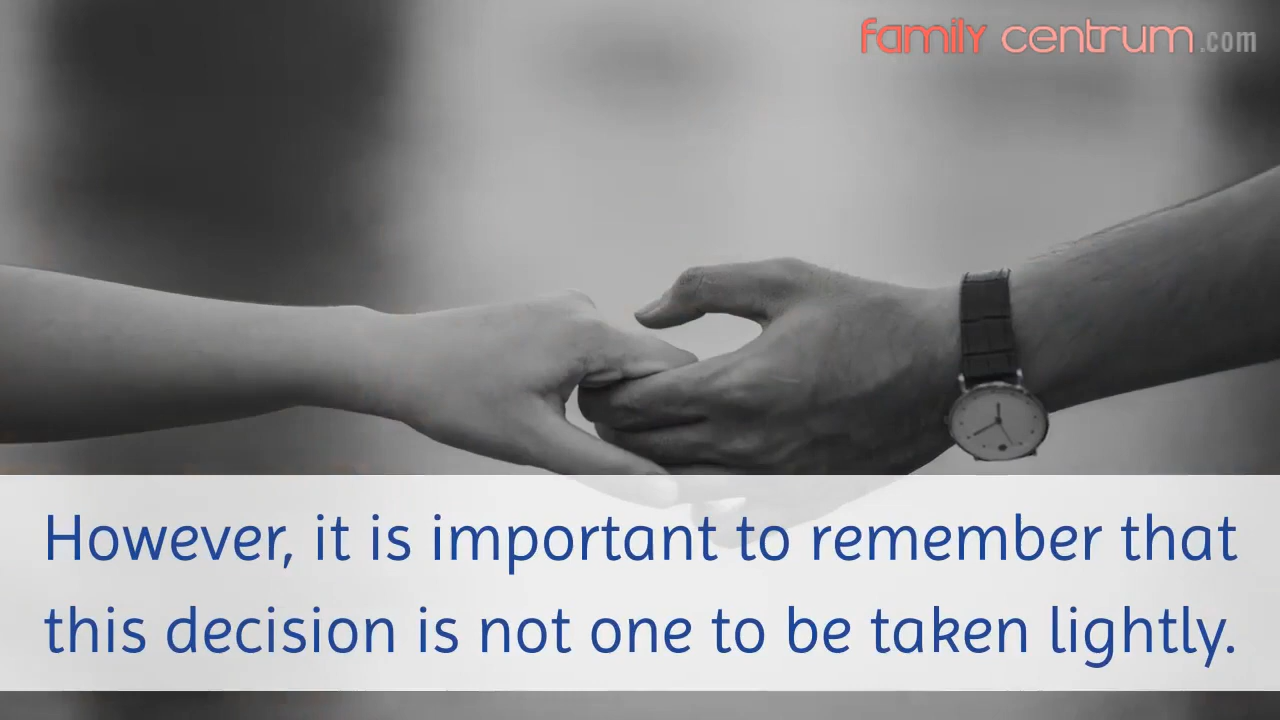 family centrum.com
However, it is important to remember that
this decision is not one to be taken lightly.